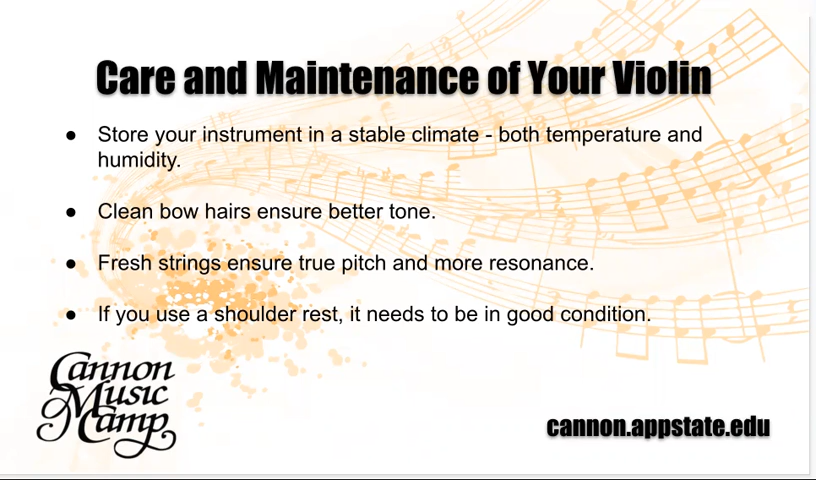 Care and Maintenance of Your Violin
● Store your instrument in a stable climate - both temperature and
humidity.
● Clean bow hairs ensure better tone.
● Fresh strings ensure true pitch and more resonance.
● If you use a shoulder rest, it needs to be in good condition.
Cannon
Music
Camp
cannon.appstate.edu